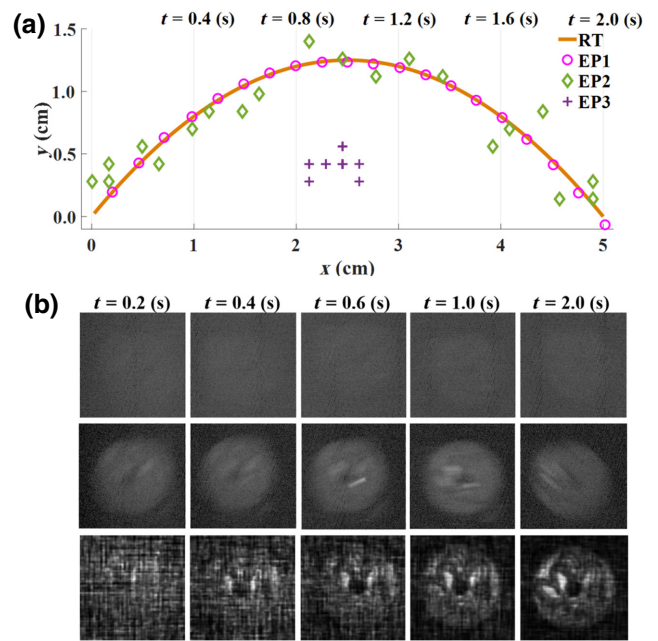 (a)
t = 0.4 (s) t = 0.8 (s) t = 1.2 (s) t = 1.6 (s) t = 2.0 (s)
1.5
1.0
0.5
0.0
y (cm)
RT
EP1
EP2
EP3
0 1 2 3 4 5
x (cm)
(b)
t = 0.2 (s) t = 0.4 (s) t = 0.6 (s) t = 1.0 (s) t = 2.0 (s)